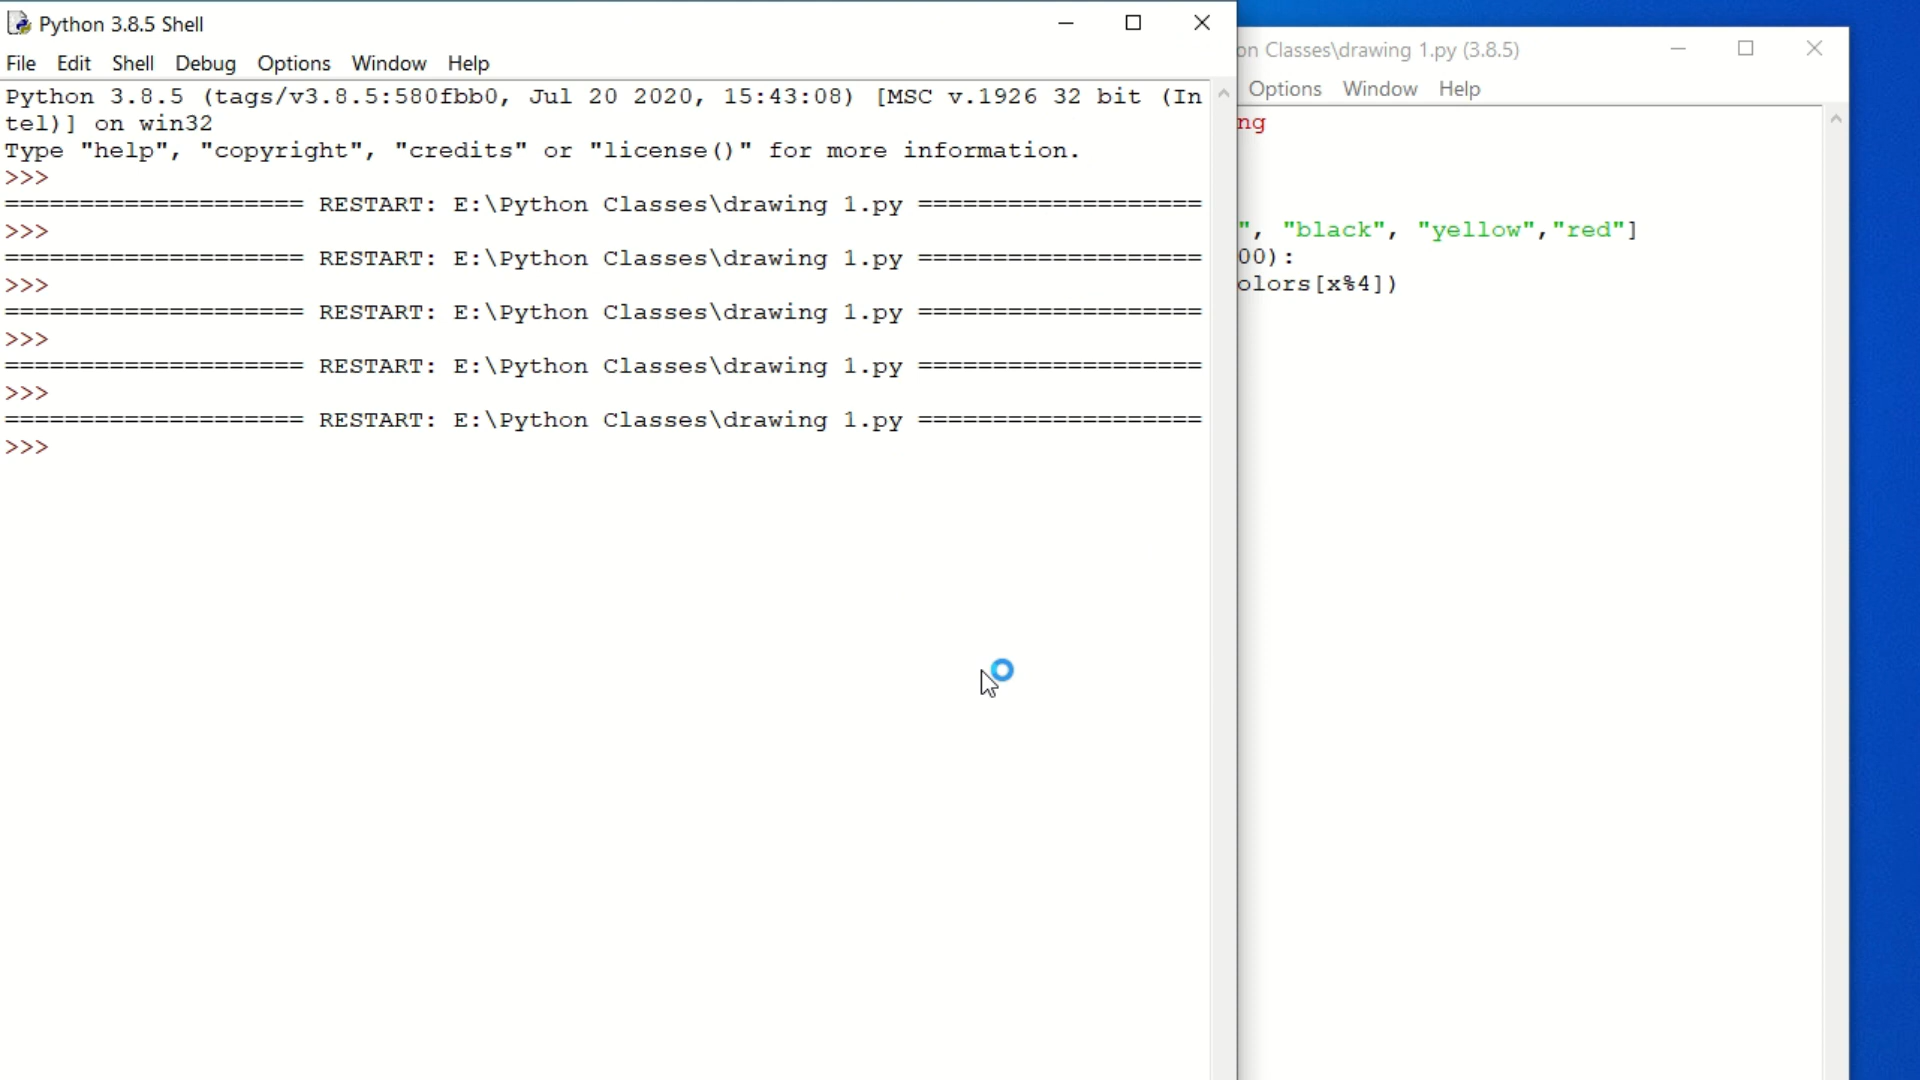 Python 3.8.5 Shell
File Edit Shell Debug Options Window Help
Python 3.8.5 (tags/v3.8.5:580fbb0, Jul 20 2020, 15:43:08) [MSC v.1926 32 bit (In
tel)] on win32
Type "help", "copyright", "credits" or "license()" for more information.
>>>
==================== RESTART: E:\Python Classes\drawing 1.py ===================
>>>
==================== RESTART: E:\Python Classes\drawing 1.py ===================
>>>
==================== RESTART: E:\Python Classes\drawing 1.py ===================
>>>
==================== RESTART: E:\Python Classes\drawing 1.py ===================
>>>
==================== RESTART: E:\Python Classes\drawing 1.py ===================
>>>
on Classes\drawing 1.py (3.8.5)
Options Window Help
ng
", "black", "yellow","red"]
00):
olors[x%4])